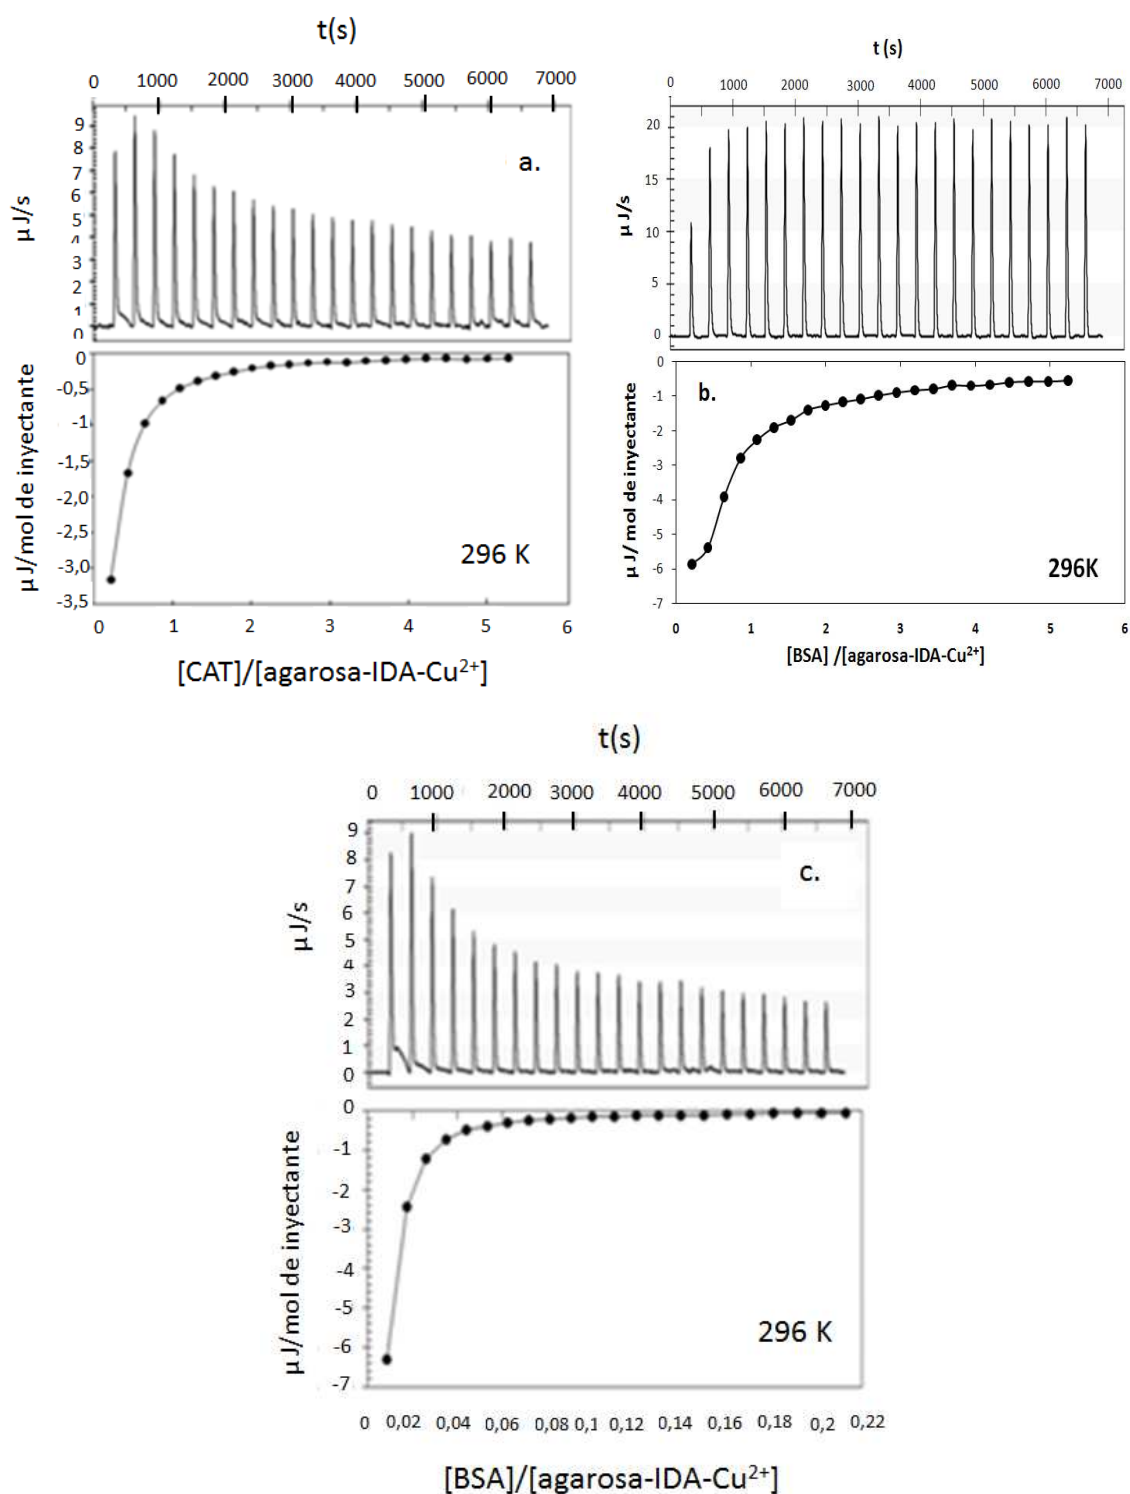 t(s)
0 1000 2000 3000 4000 5000 6000 7000
9
8
7
6
5
4
3
2
1
0
µJ/s
a.
0
-0,5
-1
-1,5
-2,0
-2,5
-3,0
-3,5
µJ/mol de inyectante
296 K
0 1 2 3 4 5 6
[CAT]/[agarosa-IDA-Cu²⁺]
t (s)
0 1000 2000 3000 4000 5000 6000 7000
20
15
10
5
0
µJ/s
0
-1
-2
-3
-4
-5
-6
-7
µJ/mol de inyectante
b.
296K
0 1 2 3 4 5 6
[BSA] /[agarosa-IDA-Cu²⁺]
t(s)
0 1000 2000 3000 4000 5000 6000 7000
9
8
7
6
5
4
3
2
1
0
µJ/s
c.
0
-1
-2
-3
-4
-5
-6
-7
µJ/mol de inyectante
296 K
0 0,02 0,04 0,06 0,08 0,1 0,12 0,14 0,16 0,18 0,2 0,22
[BSA]/[agarosa-IDA-Cu²⁺]